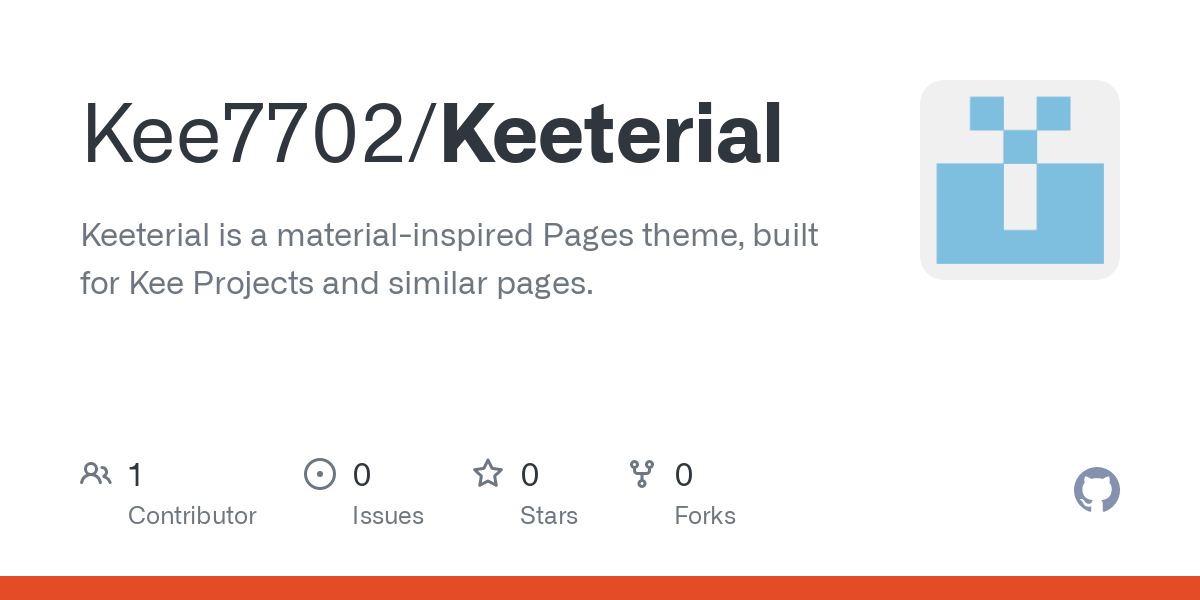 Kee7702/Keeterial
Keeterial is a material-inspired Pages theme, built
for Kee Projects and similar pages.
1
Contributor
0
Issues
0
Stars
0
Forks